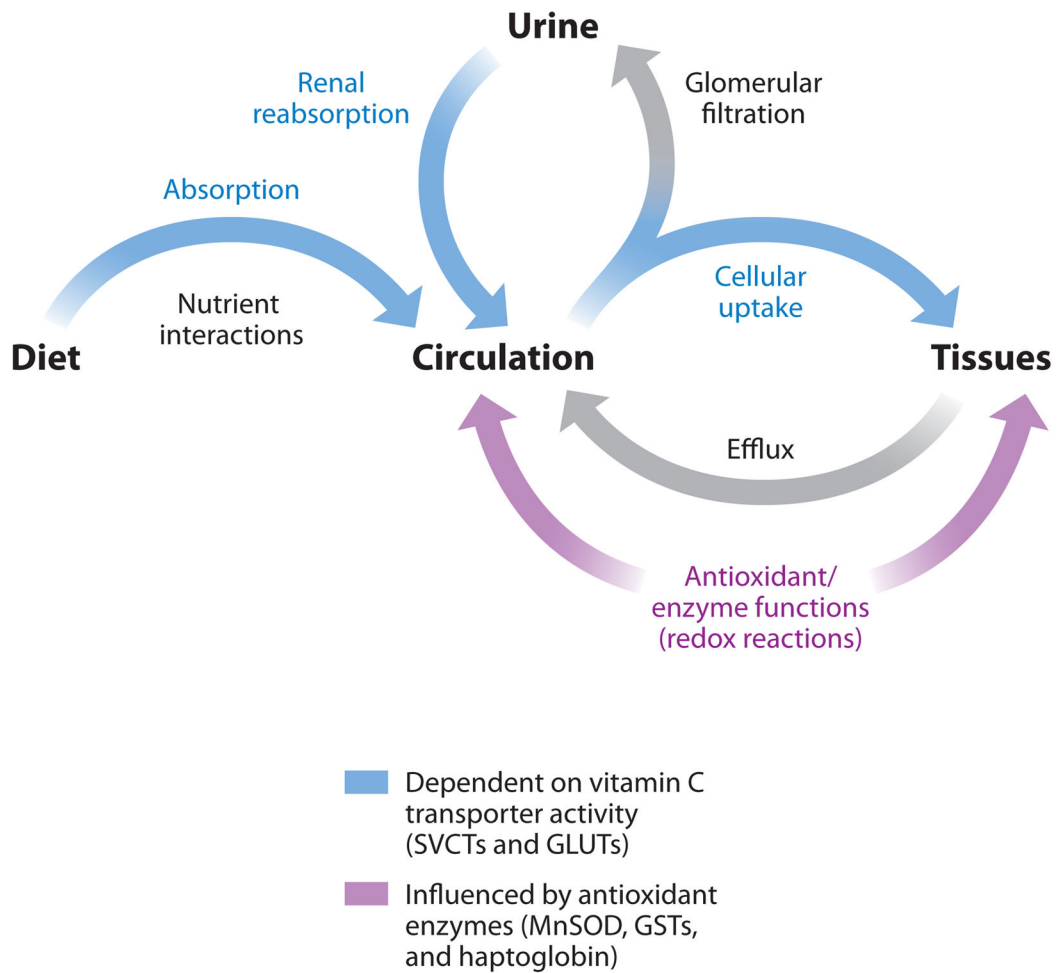 Urine
Renal
reabsorption
Glomerular
filtration
Absorption
Nutrient
interactions
Cellular
uptake
Diet
Circulation
Tissues
Efflux
Antioxidant/
enzyme functions
(redox reactions)
Dependent on vitamin C
transporter activity
(SVCTs and GLUTs)
Influenced by antioxidant
enzymes (MnSOD, GSTs,
and haptoglobin)